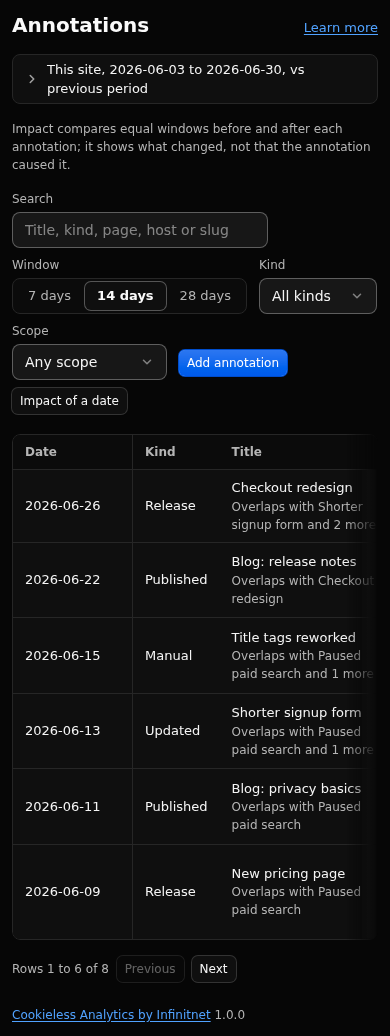 Annotations
Learn more
This site, 2026-06-03 to 2026-06-30, vs
previous period
Impact compares equal windows before and after each
annotation; it shows what changed, not that the annotation
caused it.
Search
Title, kind, page, host or slug
Window
Kind
7 days
14 days
28 days
All kinds
Scope
Any scope
Add annotation
Impact of a date
Date
Kind
Title
2026-06-26
Release
Checkout redesign
Overlaps with Shorter
signup form and 2 more
2026-06-22
Published
Blog: release notes
Overlaps with Checkout
redesign
2026-06-15
Manual
Title tags reworked
Overlaps with Paused
paid search and 1 more
2026-06-13
Updated
Shorter signup form
Overlaps with Paused
paid search and 1 more
2026-06-11
Published
Blog: privacy basics
Overlaps with Paused
paid search
2026-06-09
Release
New pricing page
Overlaps with Paused
paid search
Rows 1 to 6 of 8
Previous
Next
Cookieless Analytics by Infinitnet 1.0.0